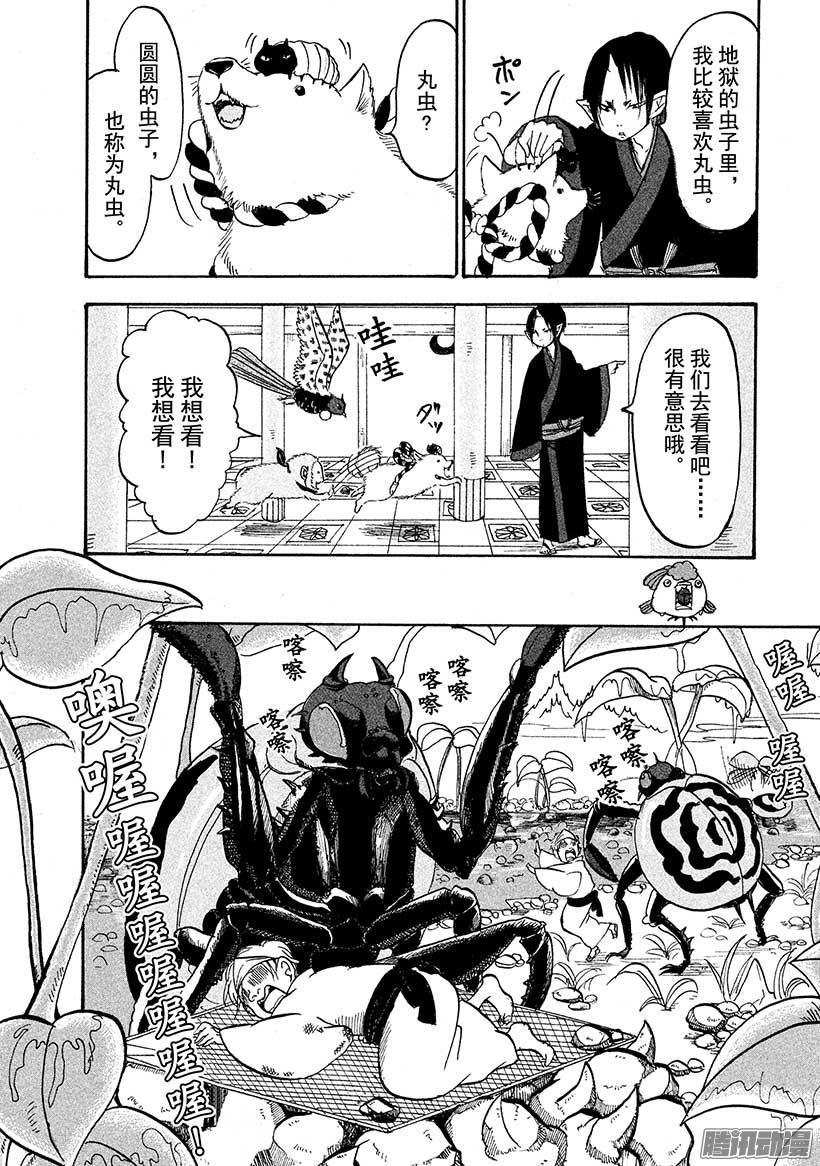 地狱的虫子里，
我比较喜欢丸虫。
ポン
丸虫？
圆圆的虫子，
也称为丸虫。
我们去看看吧……
很有意思哦。
哇哇
ダッ
我想看！
我想看！
喔喔
喔喔
喀嚓
喀嚓
喀嚓
喀嚓
喀嚓
喀嚓
噢喔喔喔喔喔喔喔喔！
腾讯动漫